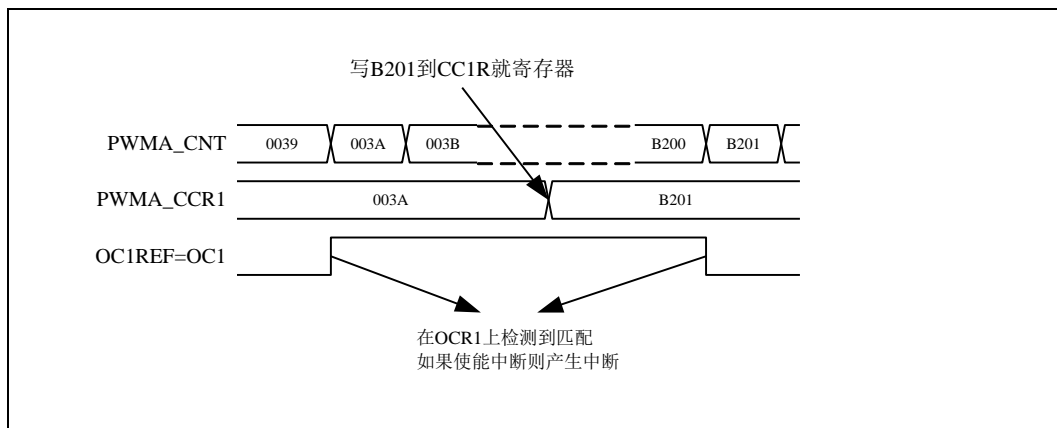 写B201到CC1R就寄存器
PWMA_CNT 0039 003A 003B B200 B201
PWMA_CCR1 003A B201
OC1REF=OC1
在OCR1上检测到匹配
如果使能中断则产生中断